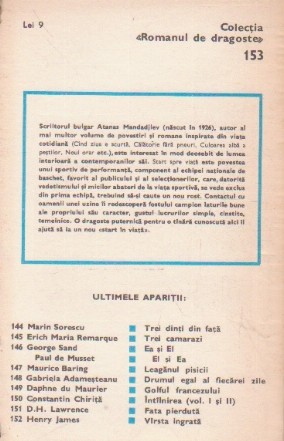 Lei 9
Colecția
«Romanul de dragoste»
153
Scriitorul bulgar Atanas Mandadjiev (născut în 1926), autor al
mai multor volume de povestiri și romane inspirate din viața
cotidiană (Cînd ziua e scurtă, Călătorie fără pneuri, Culoarea albă a
peștilor, Noul orar etc.), este interesat în mod deosebit de lumea
interioară a contemporanilor săi. Scart spre viață este povestea
unui sportiv de performanță, component al echipei naționale de
baschet, favorit al publicului și al selecționerilor, care, datorită
vedetismului și micilor abateri de la viața sportivă, se vede exclus
din prima echipă, trebuind să-și caute un nou rost. Contactul cu
oamenii unei uzine îi redescoperă fostului campion laturile bune
ale propriului său caracter, gustul lucrurilor simple, cinstite,
temeinice. O dragoste puternică pentru o tînără cunoscută aici îl
ajută să ia un nou start în viață.
ULTIMELE APARIȚII:
144 Marin Sorescu Trei dinți din față
145 Erich Maria Remarque Trei camarazi
146 George Sand Ea și El
Paul de Musset El și Ea
147 Maurice Baring Leagănul pisicii
148 Gabriela Adameșteanu Drumul egal al fiecărei zile
149 Daphne du Maurier Golful francezului
150 Constantin Chiriță Întîlnirea (vol. I și II)
151 D.H. Lawrence Fata pierdută
152 Henry James Vîrsta ingrată